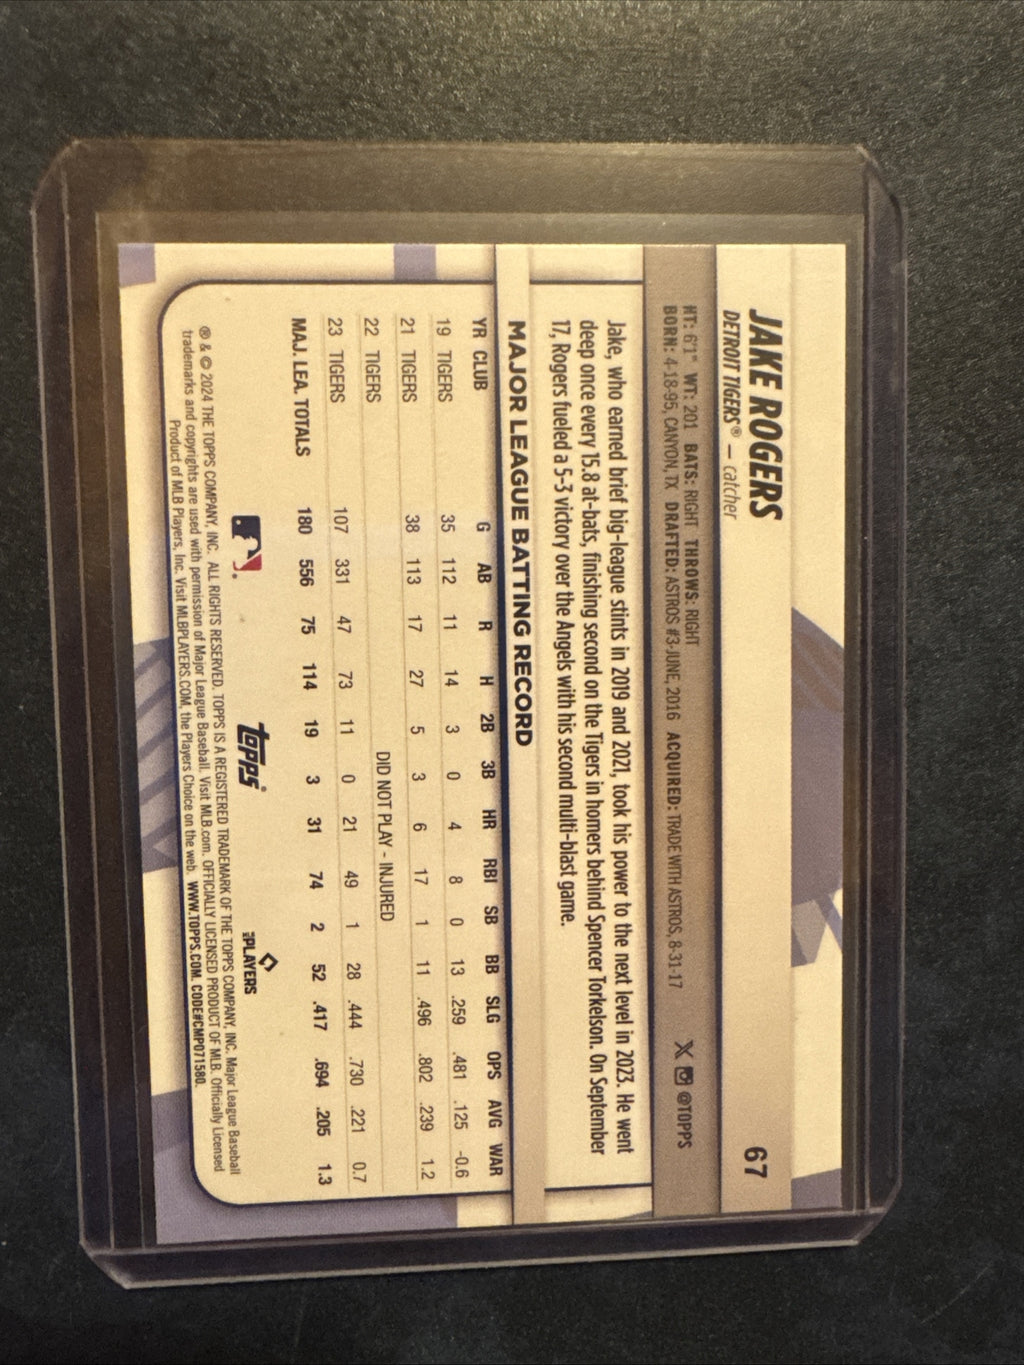 67
JAKE ROGERS
DETROIT TIGERS® — catcher
HT: 6'1" WT: 201 BATS: RIGHT THROWS: RIGHT
BORN: 4-18-95, CANYON, TX DRAFTED: ASTROS #3-JUNE, 2016 ACQUIRED: TRADE WITH ASTROS, 8-31-17
@TOPPS
Jake, who earned brief big-league stints in 2019 and 2021, took his power to the next level in 2023. He went
deep once every 15.8 at-bats, finishing second on the Tigers in homers behind Spencer Torkelson. On September
17, Rogers fueled a 5-3 victory over the Angels with his second multi-blast game.
MAJOR LEAGUE BATTING RECORD
YR CLUB G AB R H 2B 3B HR RBI SB BB SLG OPS AVG WAR
19 TIGERS 35 112 11 14 3 0 4 8 0 13 .259 .481 .125 -0.6
21 TIGERS 38 113 17 27 5 3 6 17 1 11 .496 .802 .239 1.2
22 TIGERS DID NOT PLAY - INJURED
23 TIGERS 107 331 47 73 11 0 21 49 1 28 .444 .730 .221 0.7
MAJ. LEA. TOTALS 180 556 75 114 19 3 31 74 2 52 .417 .694 .205 1.3
topps®
PLAYERS
® & © 2024 THE TOPPS COMPANY, INC. ALL RIGHTS RESERVED. TOPPS IS A REGISTERED TRADEMARK OF THE TOPPS COMPANY, INC. Major League Baseball
trademarks and copyrights are used with permission of Major League Baseball. Visit MLB.com. OFFICIALLY LICENSED PRODUCT OF MLB. Officially Licensed
Product of MLB Players, Inc. Visit MLBPLAYERS.COM, the Players Choice on the web. WWW.TOPPS.COM. CODE#CMP071580.